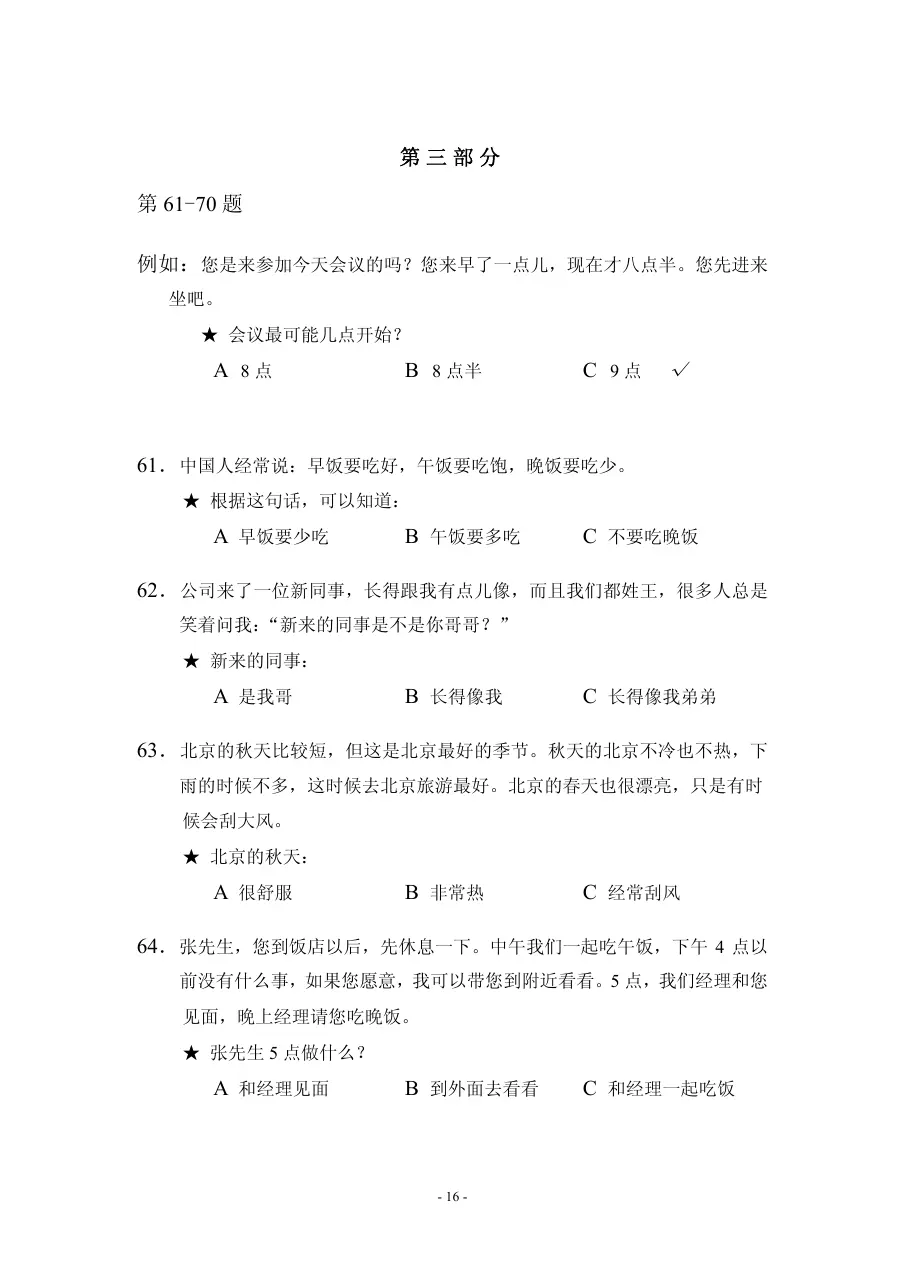 第三部分
第 61-70 题
例如：您是来参加今天会议的吗？您来早了一点儿，现在才八点半。您先进来
坐吧。
★ 会议最可能几点开始？
A 8 点 B 8 点半 C 9 点 ✓
61．中国人经常说：早饭要吃好，午饭要吃饱，晚饭要吃少。
★ 根据这句话，可以知道：
A 早饭要少吃 B 午饭要多吃 C 不要吃晚饭
62．公司来了一位新同事，长得跟我有点儿像，而且我们都姓王，很多人总是
笑着问我：“新来的同事是不是你哥哥？”
★ 新来的同事：
A 是我哥 B 长得像我 C 长得像我弟弟
63．北京的秋天比较短，但这是北京最好的季节。秋天的北京不冷也不热，下
雨的时候不多，这时候去北京旅游最好。北京的春天也很漂亮，只是有时
候会刮大风。
★ 北京的秋天：
A 很舒服 B 非常热 C 经常刮风
64．张先生，您到饭店以后，先休息一下。中午我们一起吃午饭，下午 4 点以
前没有什么事，如果您愿意，我可以带您到附近看看。5 点，我们经理和您
见面，晚上经理请您吃晚饭。
★ 张先生 5 点做什么？
A 和经理见面 B 到外面去看看 C 和经理一起吃饭
- 16 -